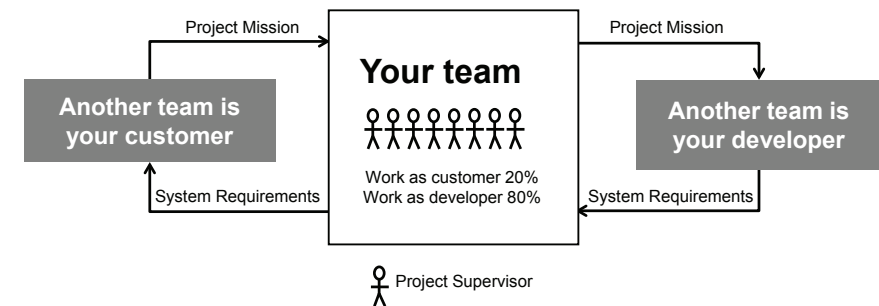 Project Mission
Project Mission
Your team
Another team is
your customer
Another team is
your developer
Work as customer 20%
Work as developer 80%
System Requirements
System Requirements
Project Supervisor